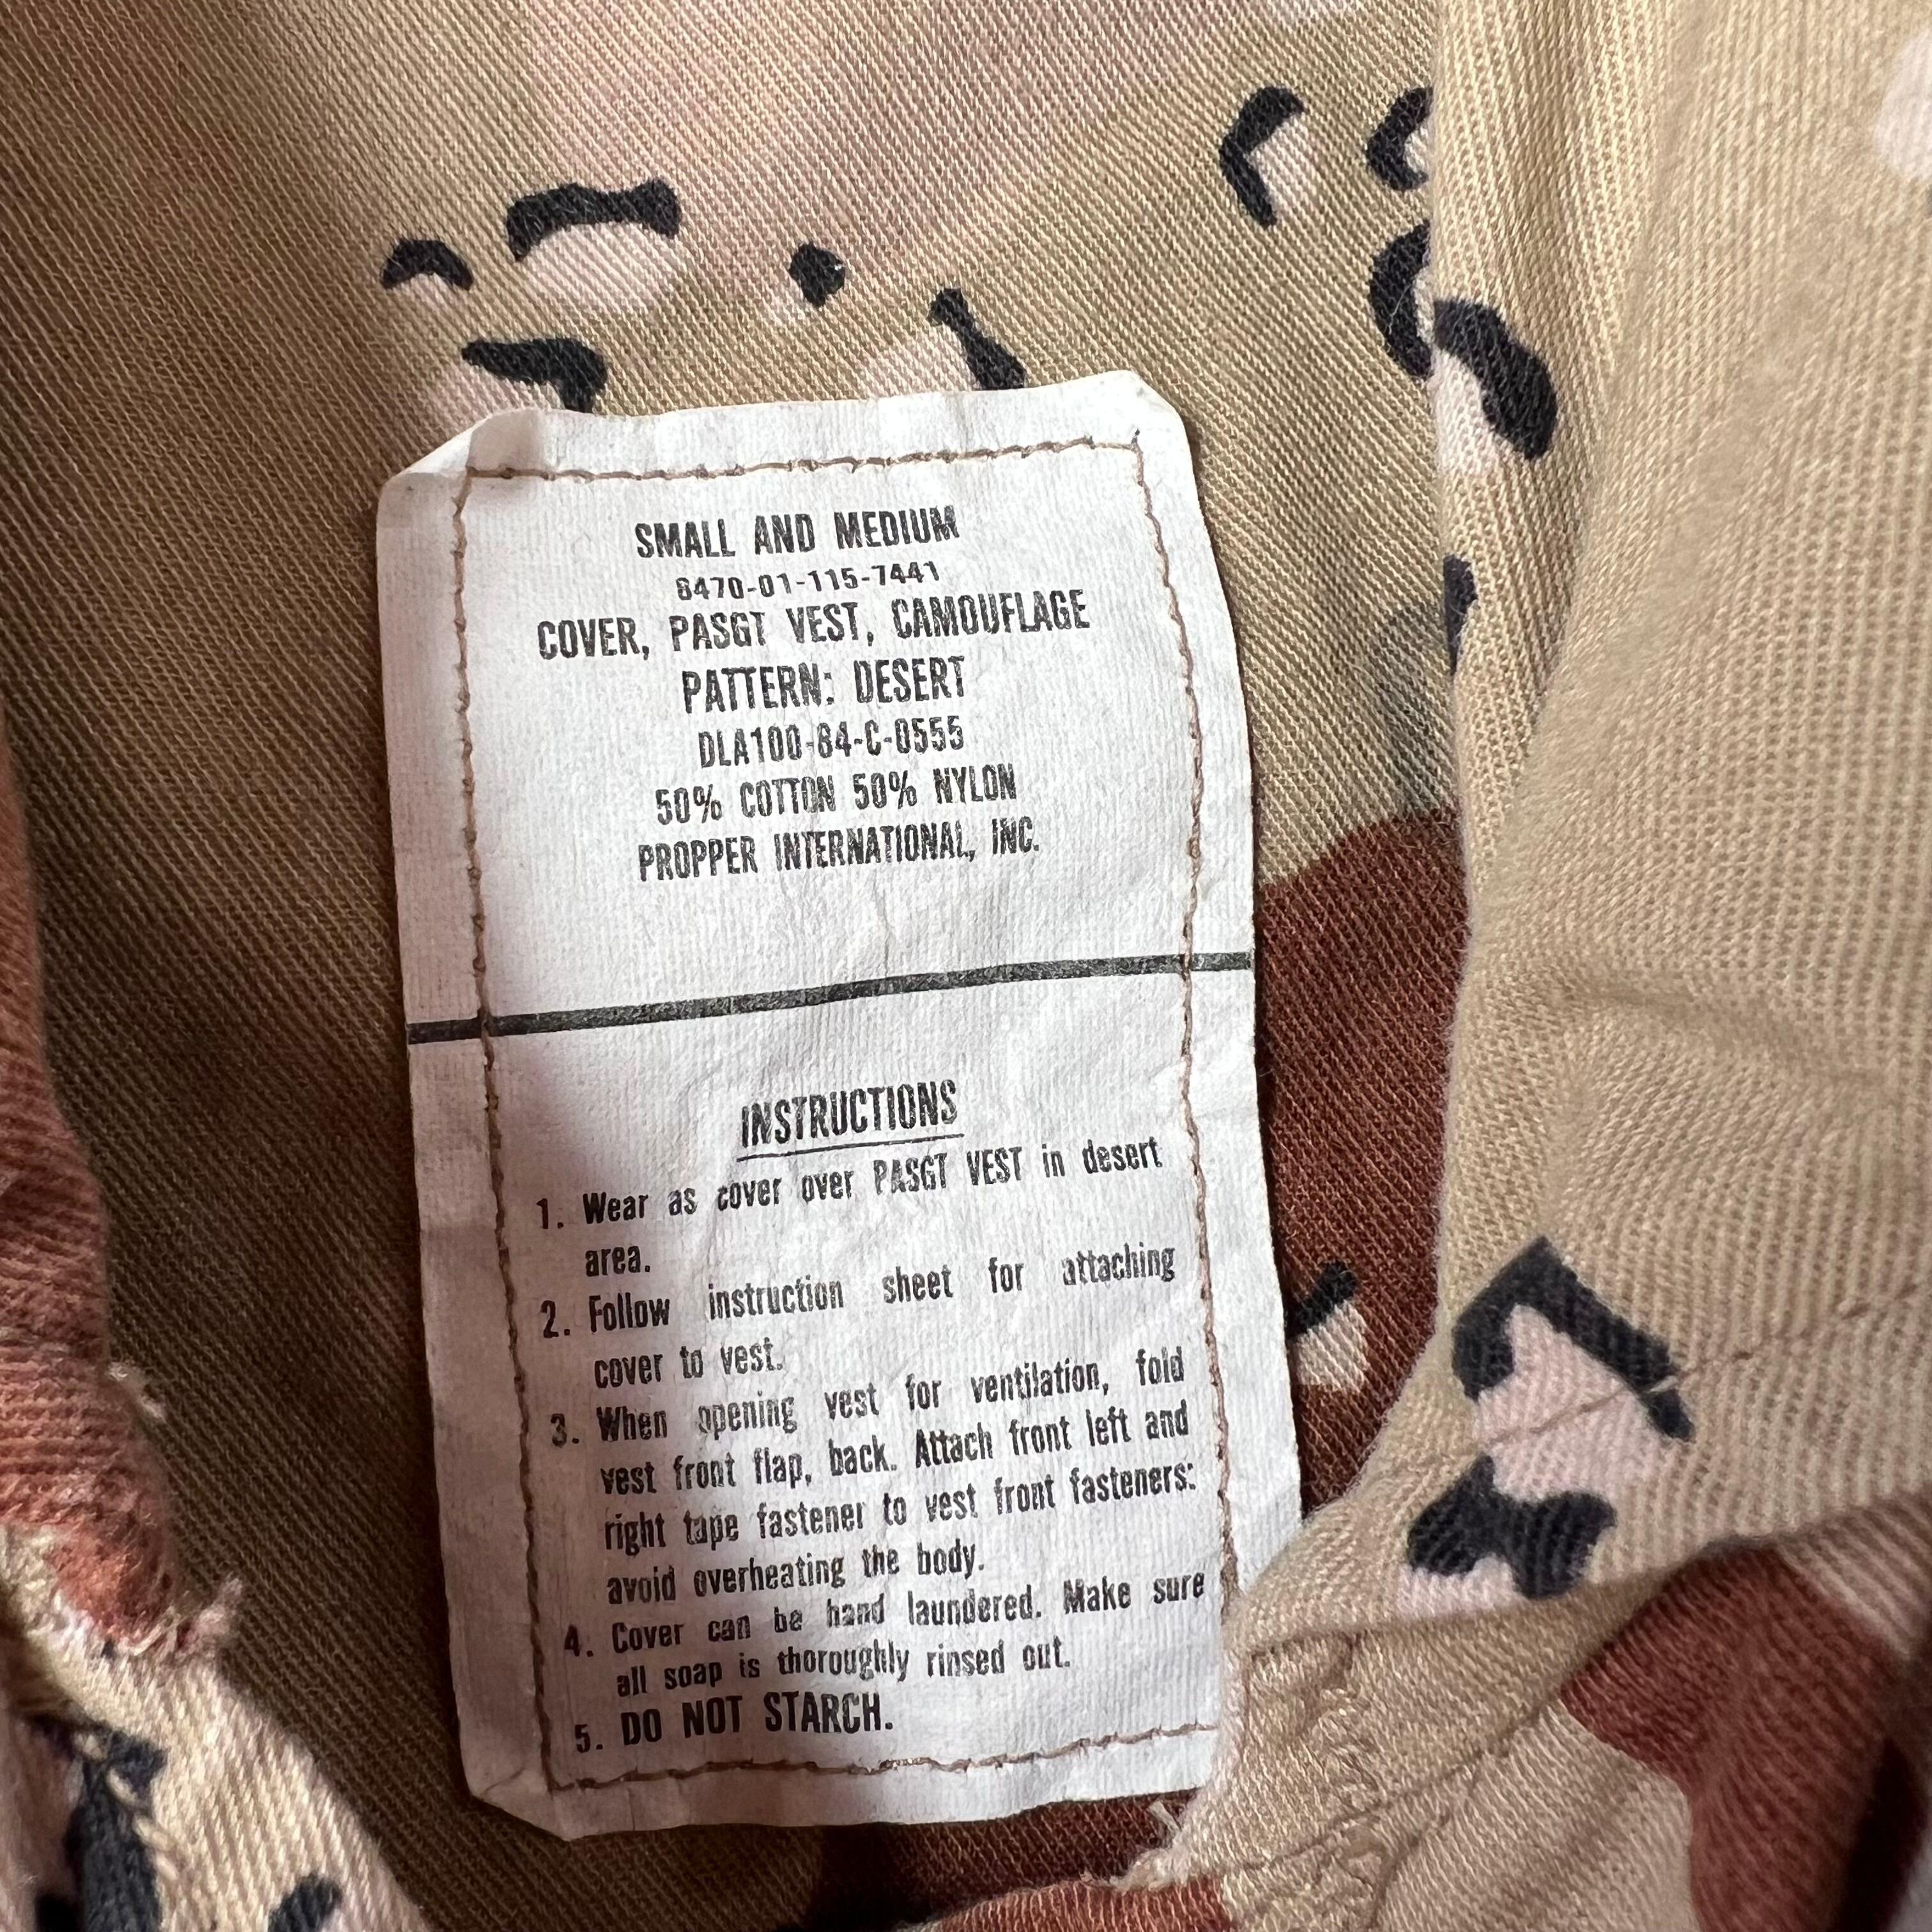 SMALL AND MEDIUM
8470-01-115-7441
COVER, PASGT VEST, CAMOUFLAGE
PATTERN: DESERT
DLA100-84-C-0555
50% COTTON 50% NYLON
PROPPER INTERNATIONAL, INC.
INSTRUCTIONS
1. Wear as cover over PASGT VEST in desert
area.
2. Follow instruction sheet for attaching
cover to vest.
3. When opening vest for ventilation, fold
vest front flap, back. Attach front left and
right tape fastener to vest front fasteners:
avoid overheating the body.
4. Cover can be hand laundered. Make sure
all soap is thoroughly rinsed out.
5. DO NOT STARCH.